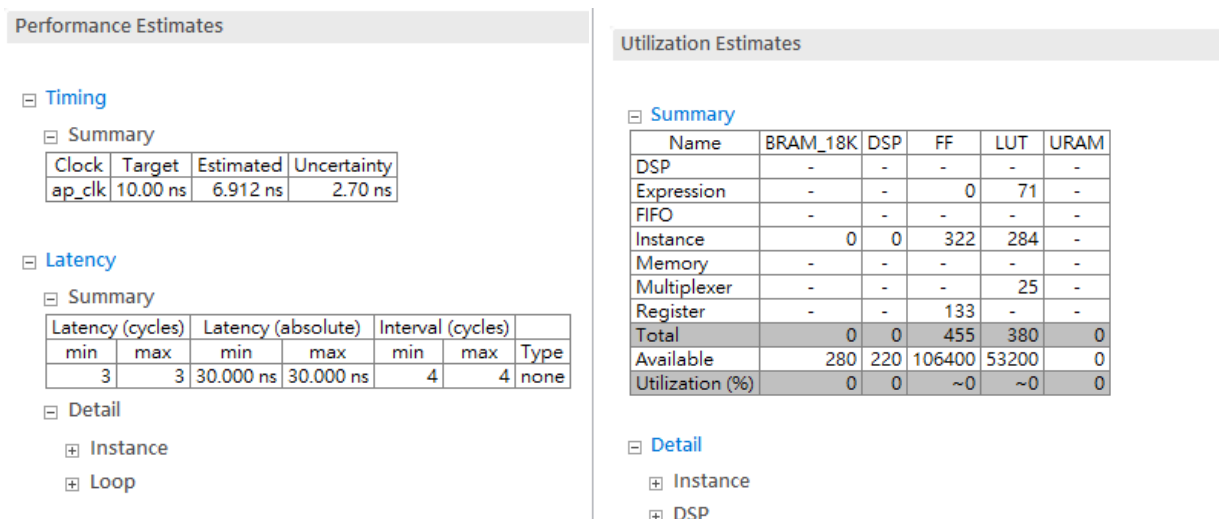 Performance Estimates
Timing
Summary
Clock Target Estimated Uncertainty
ap_clk 10.00 ns 6.912 ns 2.70 ns
Latency
Summary
Latency (cycles) Latency (absolute) Interval (cycles)
min max min max min max Type
3 3 30.000 ns 30.000 ns 4 4 none
Detail
Instance
Loop
Utilization Estimates
Summary
Name BRAM_18K DSP FF LUT URAM
DSP - - - - -
Expression - - 0 71 -
FIFO - - - - -
Instance 0 0 322 284 -
Memory - - - - -
Multiplexer - - - 25 -
Register - - 133 - -
Total 0 0 455 380 0
Available 280 220 106400 53200 0
Utilization (%) 0 0 ~0 ~0 0
Detail
Instance
DSP